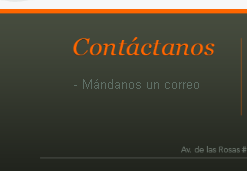 Contáctanos
- Mándanos un correo
Av. de las Rosas #